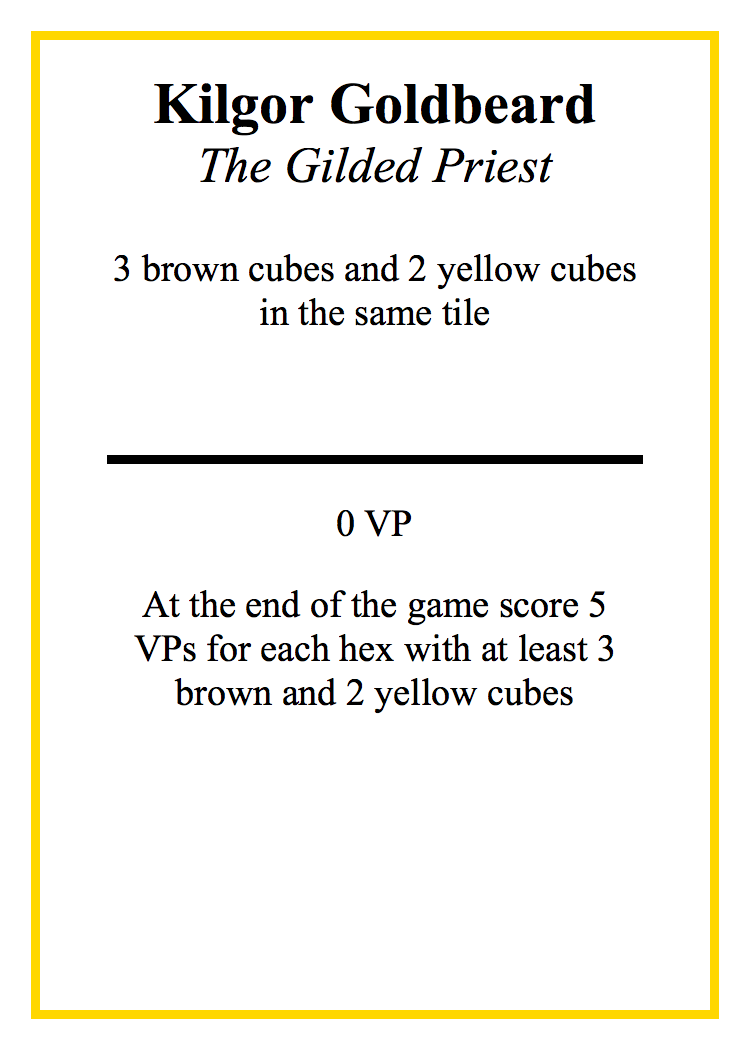 Kilgor Goldbeard
The Gilded Priest
3 brown cubes and 2 yellow cubes
in the same tile
0 VP
At the end of the game score 5
VPs for each hex with at least 3
brown and 2 yellow cubes